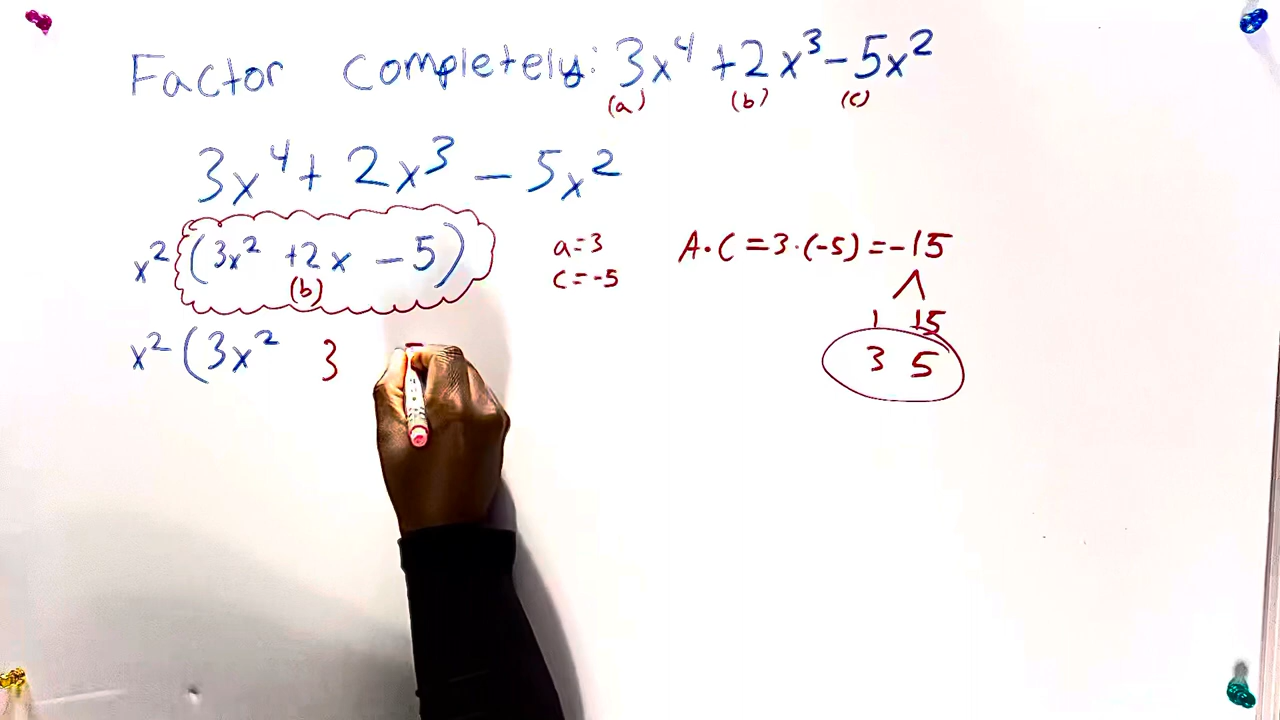 Factor completely: 3x⁴ + 2x³ - 5x²
(a) (b) (c)
3x⁴ + 2x³ - 5x²
x² (3x² + 2x - 5)
(b)
a = 3
c = -5
A · C = 3 · (-5) = -15
1 15
3 5
x² (3x² 3